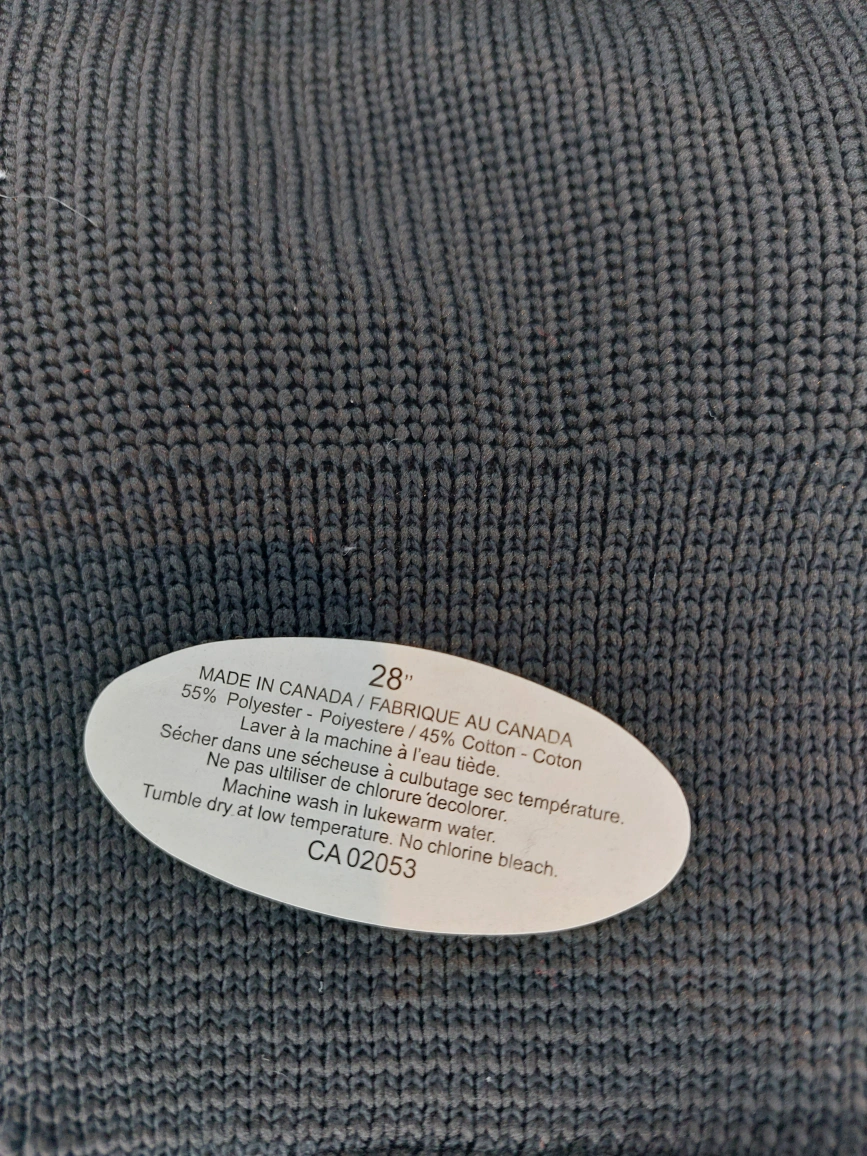 28"
MADE IN CANADA / FABRIQUE AU CANADA
55% Polyester - Poiyestere / 45% Cotton - Coton
Laver à la machine à l'eau tiède.
Sécher dans une sécheuse à culbutage sec température.
Ne pas ultiliser de chlorure decolorer.
Machine wash in lukewarm water.
Tumble dry at low temperature. No chlorine bleach.
CA 02053